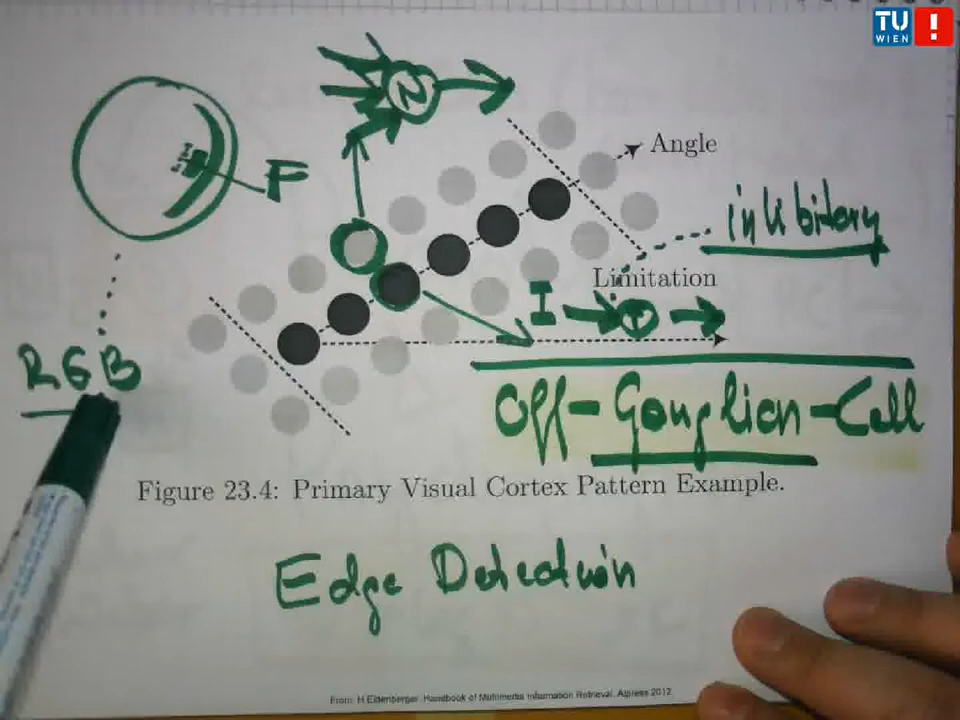 TU
WIEN
!
Σ
Angle
F
inhibitory
Limitation
I
+
RGB
Off-Ganglion-Cell
Figure 23.4: Primary Visual Cortex Pattern Example.
Edge Detection
From: H Eidenberger, Handbook of Multimedia Information Retrieval, Atpress 2012